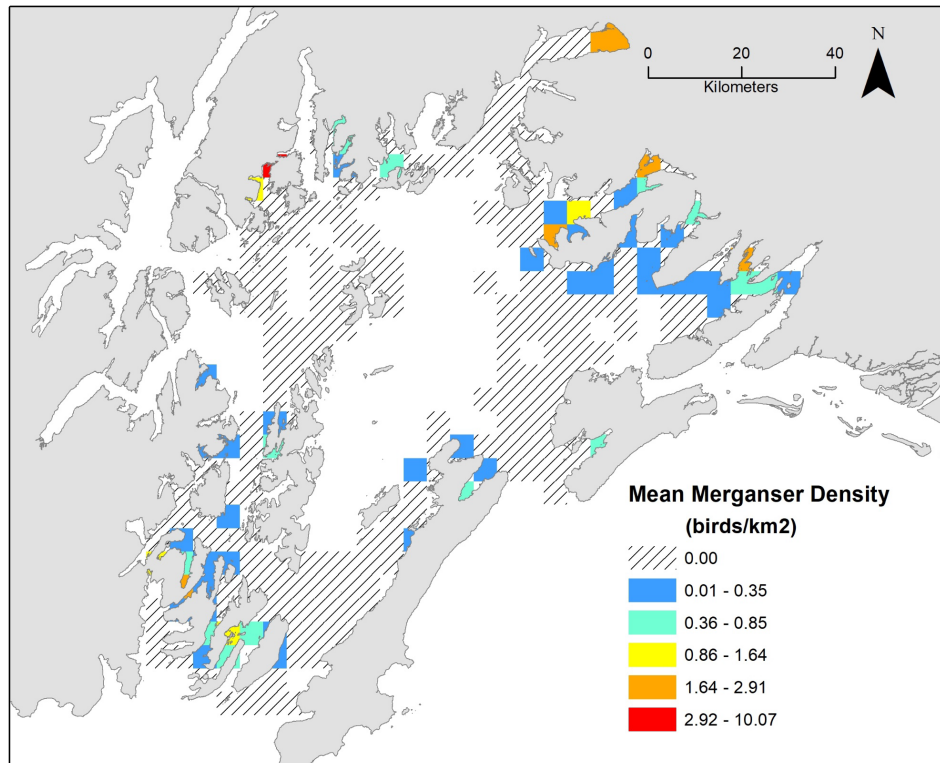 N
0 20 40
Kilometers
Mean Merganser Density
(birds/km2)
0.00
0.01 - 0.35
0.36 - 0.85
0.86 - 1.64
1.64 - 2.91
2.92 - 10.07